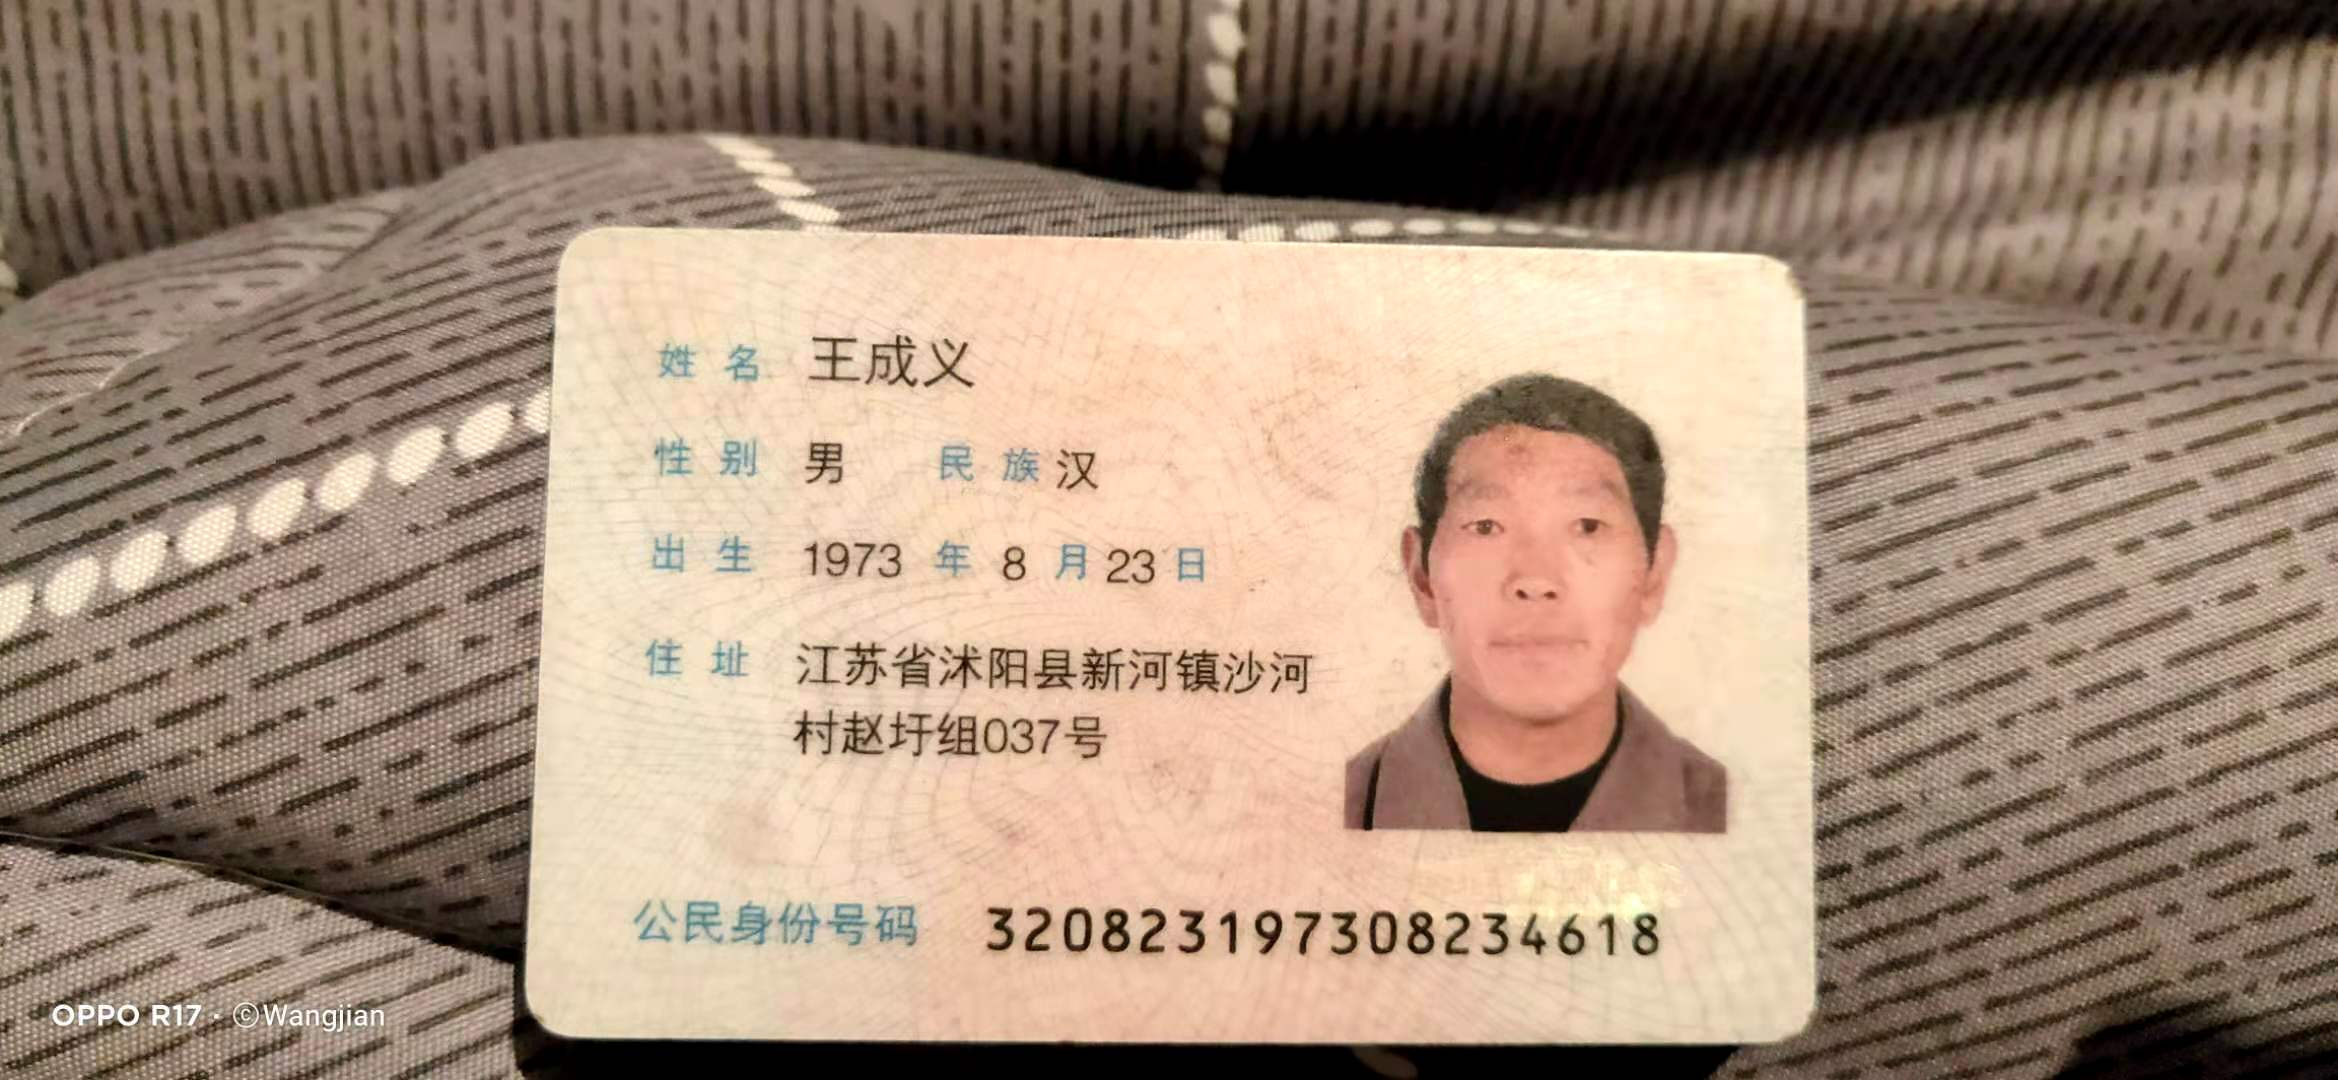 姓名 王成义
性别 男 民族 汉
出生 1973 年 8 月 23 日
住址 江苏省沭阳县新河镇沙河
村赵圩组037号
公民身份号码 320823197308234618
OPPO R17 · ©Wangjian